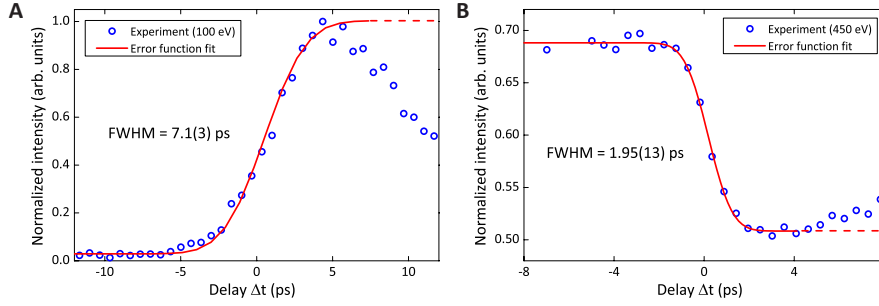 A
Normalized intensity (arb. units)
1.0
0.8
0.6
0.4
0.2
0.0
Experiment (100 eV)
Error function fit
FWHM = 7.1(3) ps
-10
-5
0
5
10
Delay Δt (ps)
B
Normalized intensity (arb. units)
0.70
0.65
0.60
0.55
0.50
Experiment (450 eV)
Error function fit
FWHM = 1.95(13) ps
-8
-4
0
4
Delay Δt (ps)